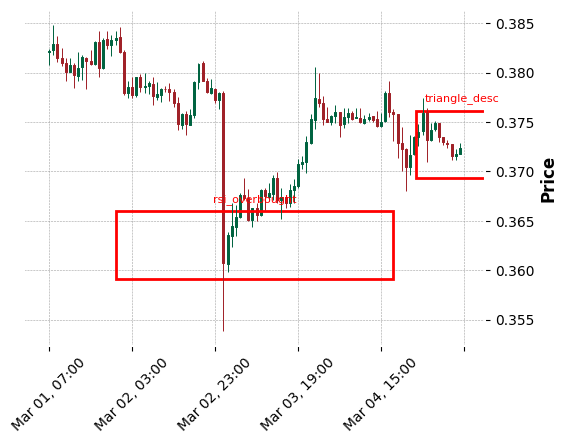 0.385
0.380
triangle_desc
0.375
0.370
Price
rsi_overbought
0.365
0.360
0.355
Mar 01, 07:00
Mar 02, 03:00
Mar 02, 23:00
Mar 03, 19:00
Mar 04, 15:00